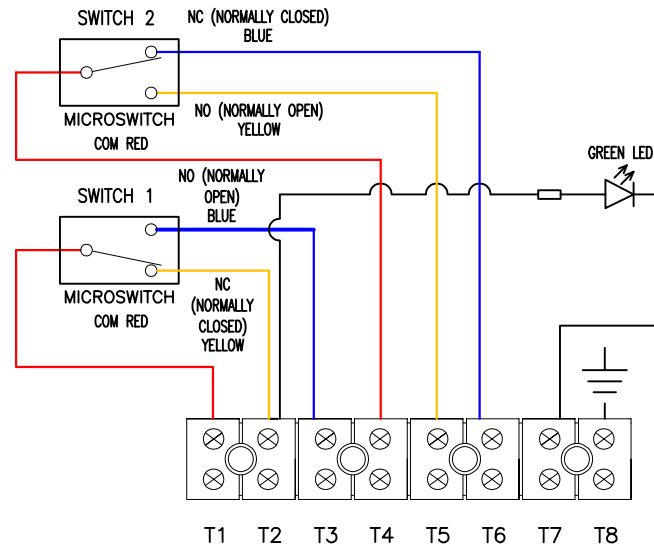 SWITCH 2
NC (NORMALLY CLOSED)
BLUE
NO (NORMALLY OPEN)
YELLOW
MICROSWITCH
COM RED
GREEN LED
SWITCH 1
NO (NORMALLY
OPEN)
BLUE
MICROSWITCH
COM RED
NC
(NORMALLY
CLOSED)
YELLOW
T1 T2 T3 T4 T5 T6 T7 T8